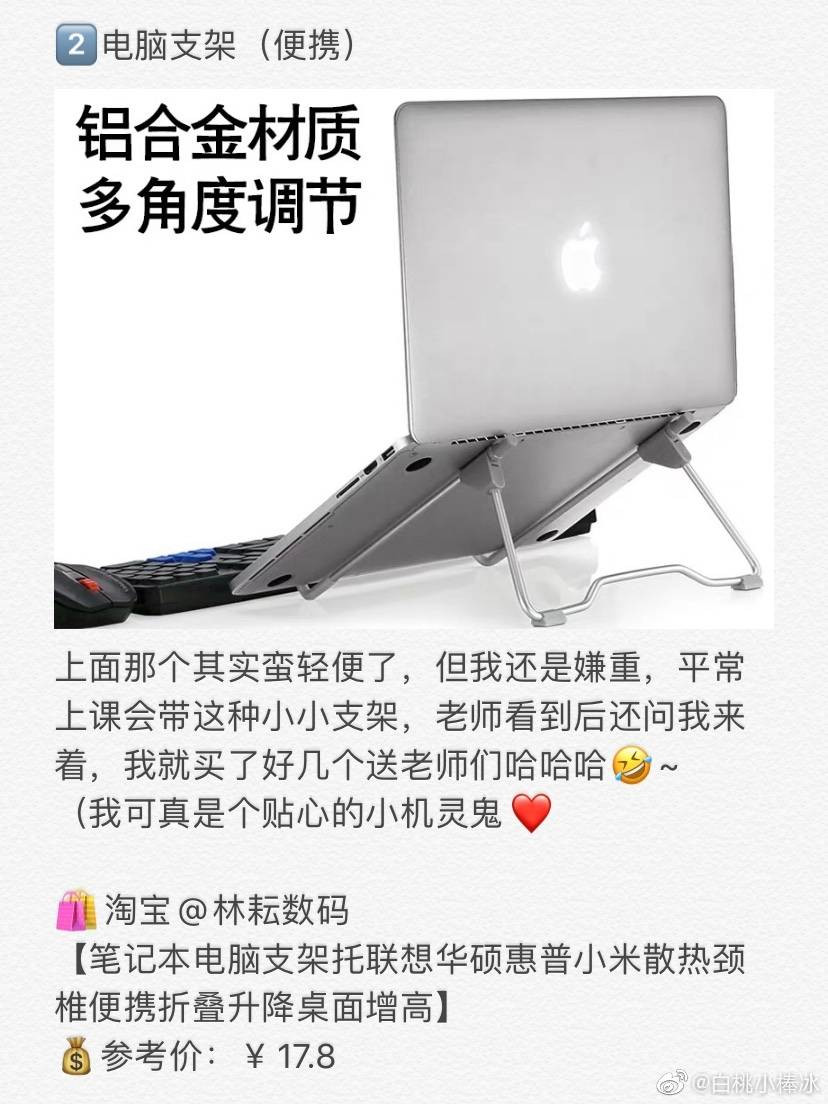 2️⃣电脑支架（便携）
铝合金材质
多角度调节
上面那个其实蛮轻便了，但我还是嫌重，平常
上课会带这种小小支架，老师看到后还问我来
着，我就买了好几个送老师们哈哈哈🤣~
（我可真是个贴心的小机灵鬼❤️
🛍️淘宝@林耘数码
【笔记本电脑支架托联想华硕惠普小米散热颈
椎便携折叠升降桌面增高】
💰参考价：￥17.8
@白桃小棒冰